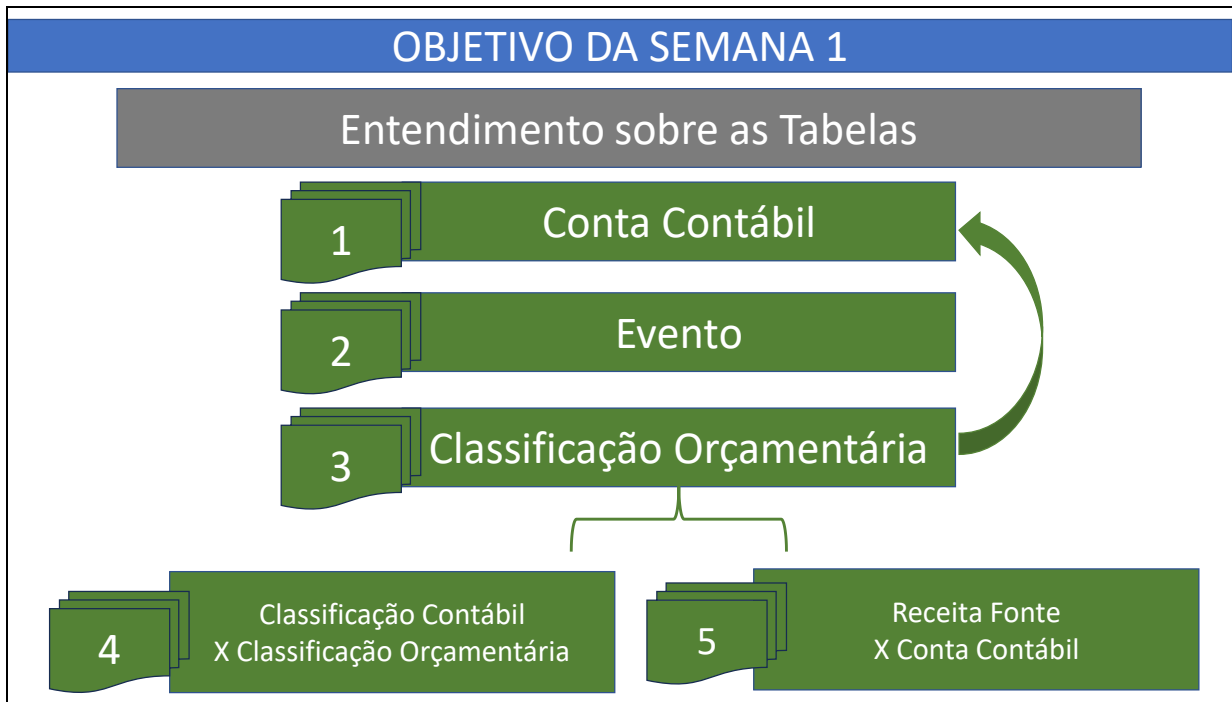 OBJETIVO DA SEMANA 1
Entendimento sobre as Tabelas
1
Conta Contábil
2
Evento
3
Classificação Orçamentária
4
Classificação Contábil
X Classificação Orçamentária
5
Receita Fonte
X Conta Contábil